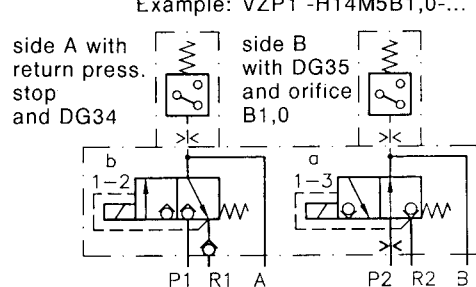 Example: VZP1 -H14M5B1,0-...
side A with
return press.
stop
and DG34
side B
with DG35
and orifice
B1,0
b
1-2
a
1-3
P1 R1 A
P2 R2 B